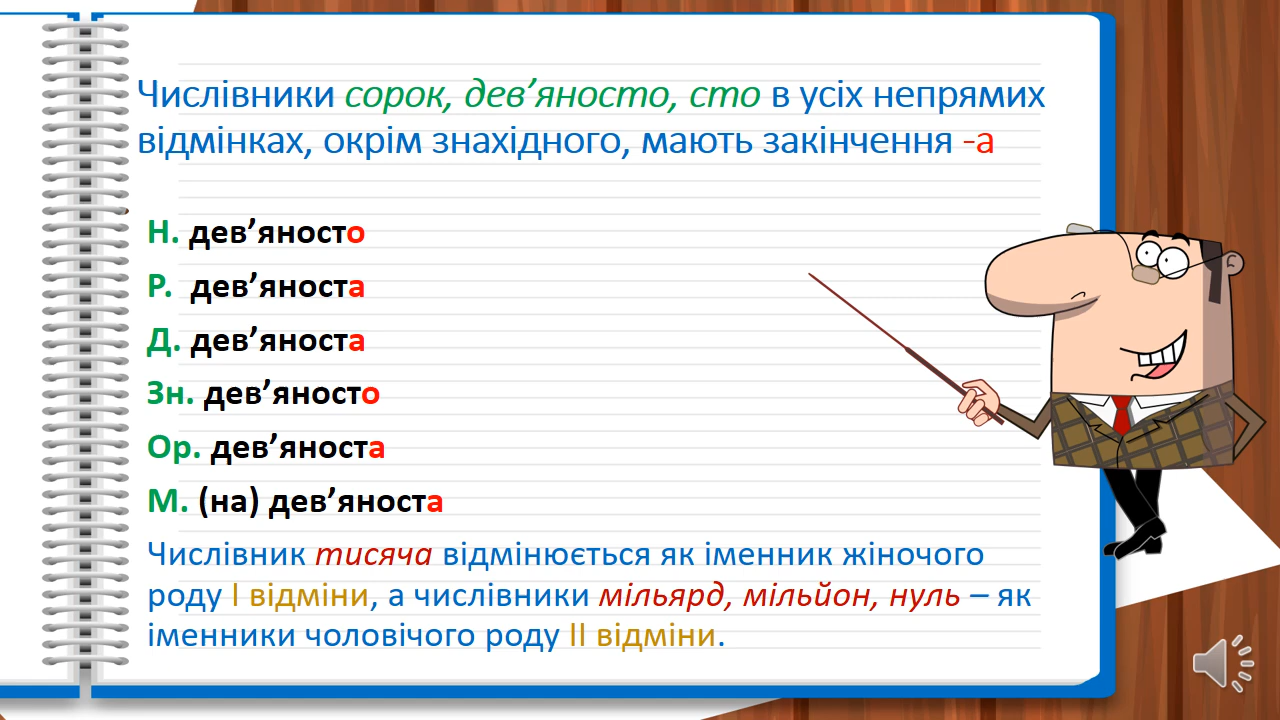 Числівники сорок, дев’яносто, сто в усіх непрямих
відмінках, окрім знахідного, мають закінчення -а
Н. дев’яносто
Р. дев’яноста
Д. дев’яноста
Зн. дев’яносто
Ор. дев’яноста
М. (на) дев’яноста
Числівник тисяча відмінюється як іменник жіночого
роду І відміни, а числівники мільярд, мільйон, нуль – як
іменники чоловічого роду ІІ відміни.